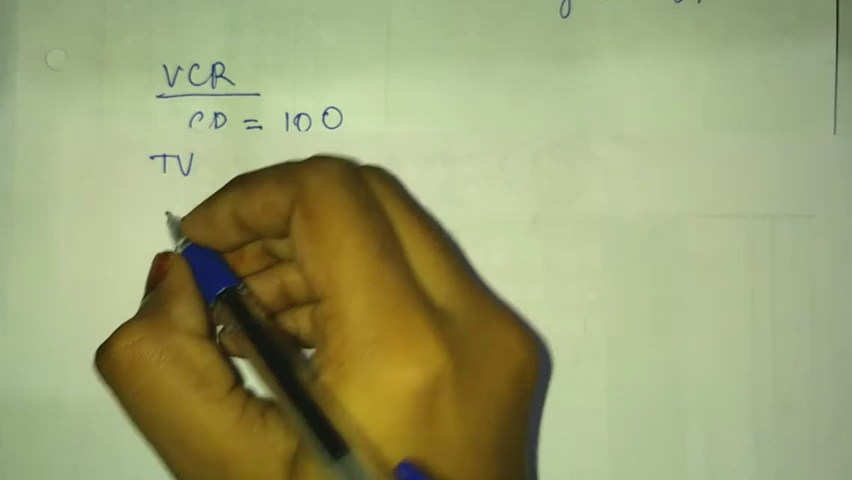 VCR
CD = 100
TV